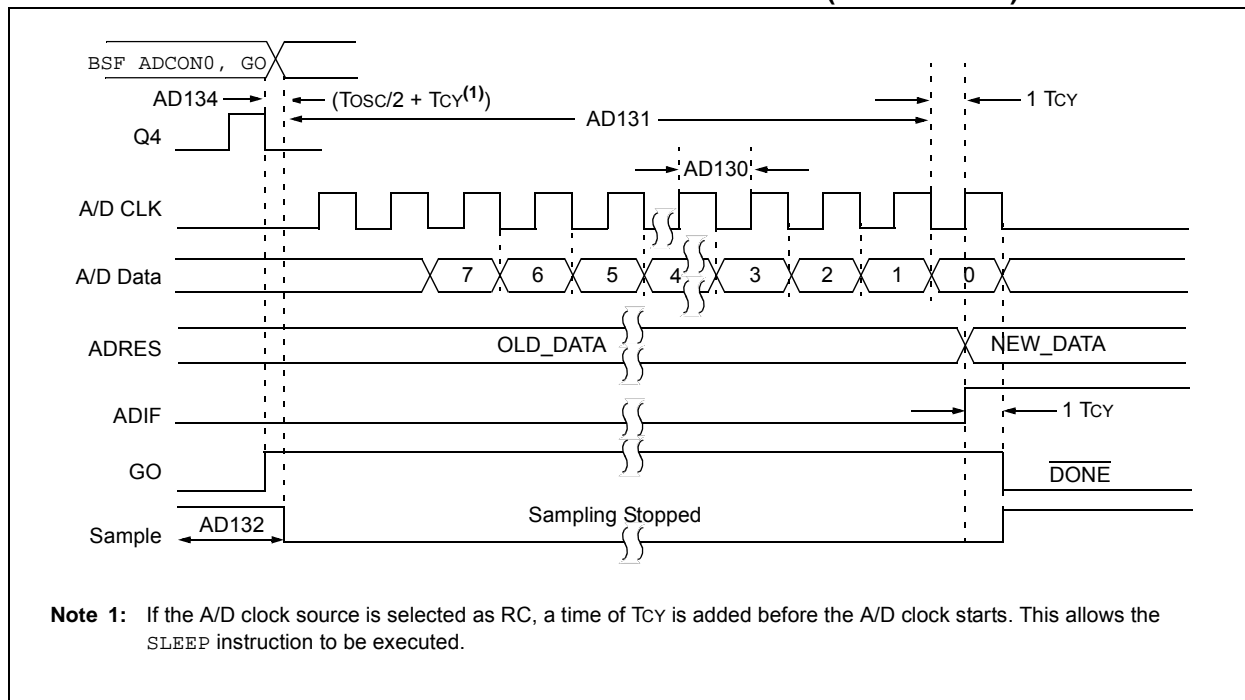 BSF ADCON0, GO
AD134 (TOSC/2 + TCY(1)) 1 TCY
AD131
Q4
AD130
A/D CLK
A/D Data 7 6 5 4 3 2 1 0
ADRES OLD_DATA NEW_DATA
ADIF 1 TCY
GO DONE
Sample AD132 Sampling Stopped
Note 1: If the A/D clock source is selected as RC, a time of TCY is added before the A/D clock starts. This allows the
SLEEP instruction to be executed.